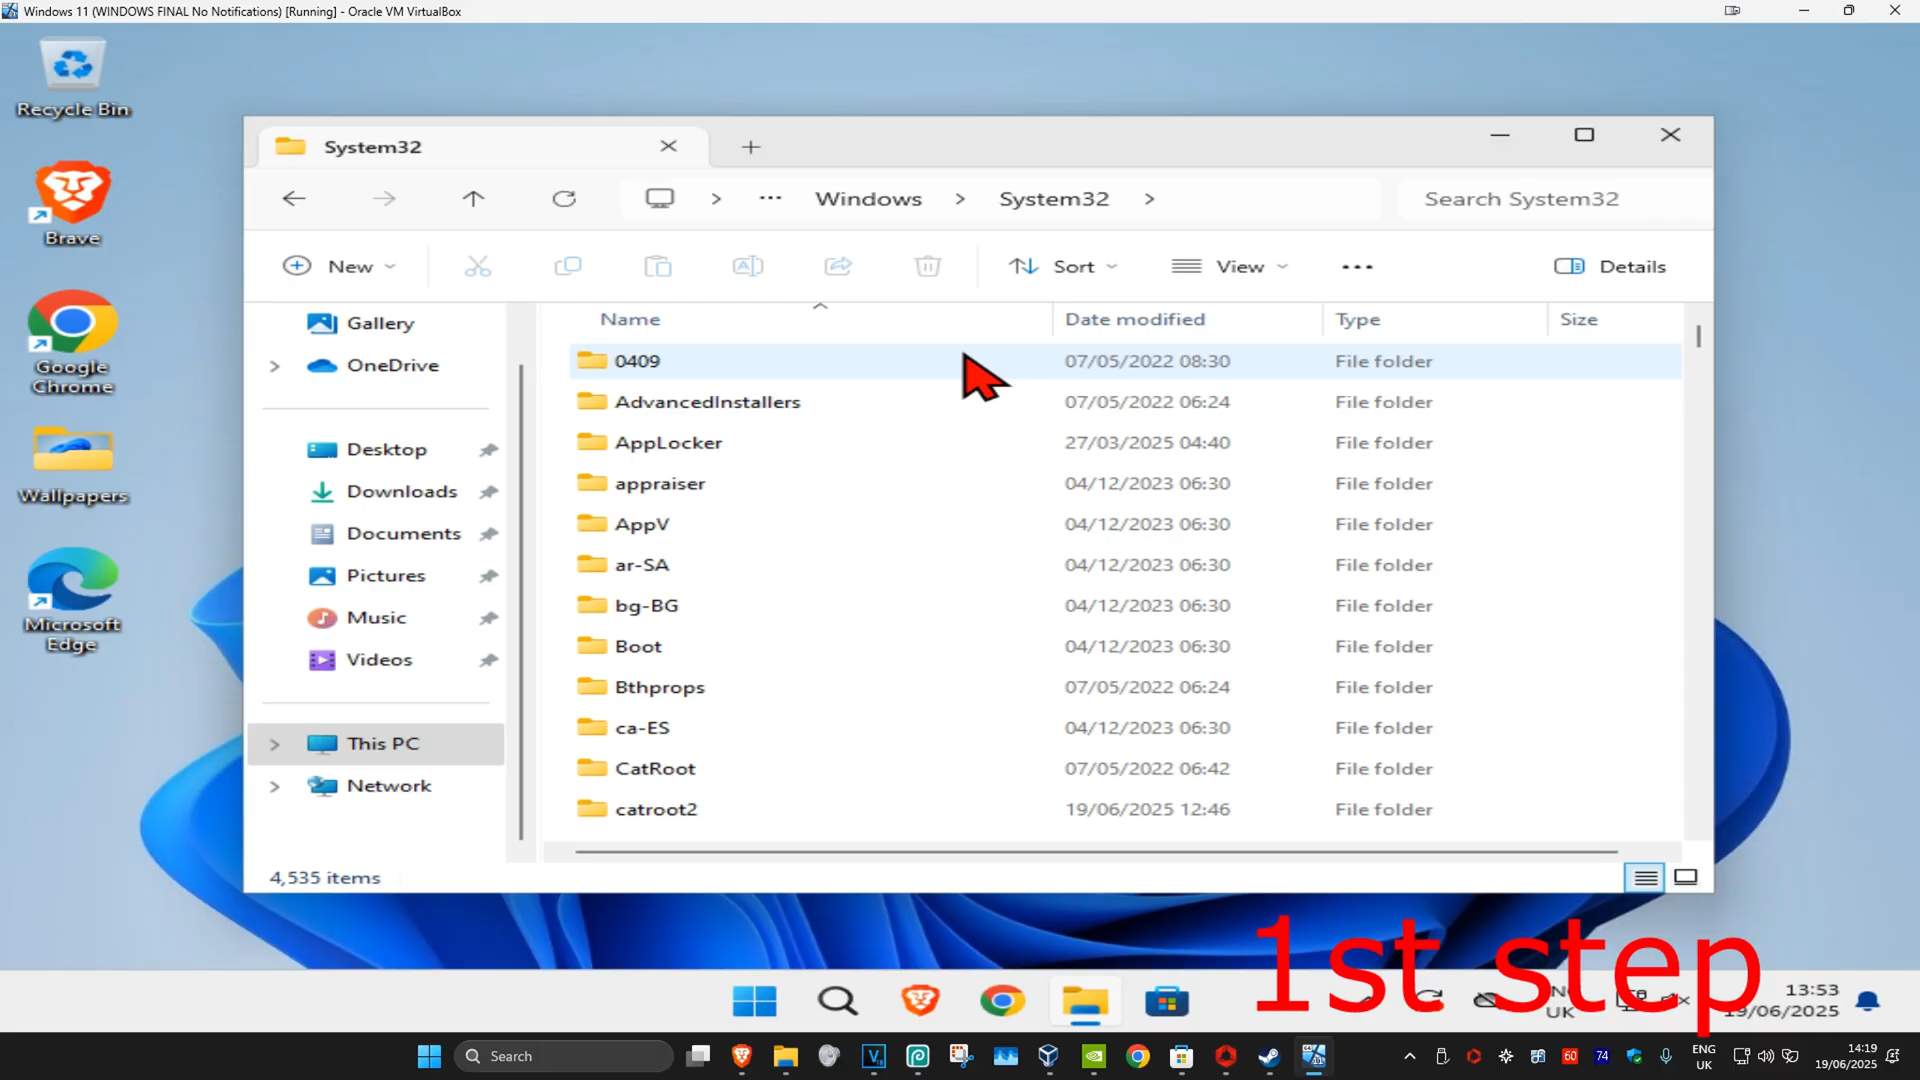 Windows 11 (WINDOWS FINAL No Notifications) [Running] - Oracle VM VirtualBox
Recycle Bin
Brave
Google
Chrome
Wallpapers
Microsoft
Edge
System32
Windows > System32 >
Search System32
New
Sort
View
Details
Gallery
OneDrive
Desktop
Downloads
Documents
Pictures
Music
Videos
This PC
Network
Name Date modified Type Size
0409 07/05/2022 08:30 File folder
AdvancedInstallers 07/05/2022 06:24 File folder
AppLocker 27/03/2025 04:40 File folder
appraiser 04/12/2023 06:30 File folder
AppV 04/12/2023 06:30 File folder
ar-SA 04/12/2023 06:30 File folder
bg-BG 04/12/2023 06:30 File folder
Boot 04/12/2023 06:30 File folder
Bthprops 07/05/2022 06:24 File folder
ca-ES 04/12/2023 06:30 File folder
CatRoot 07/05/2022 06:42 File folder
catroot2 19/06/2025 12:46 File folder
4,535 items
1st step
UK
13:53
19/06/2025
Search
60
74
ENG
UK
14:19
19/06/2025